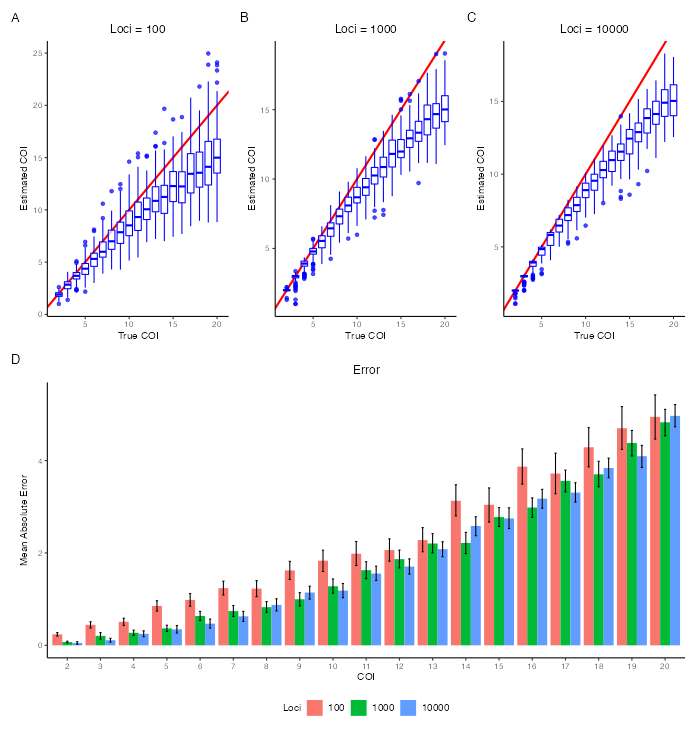 A
B
C
Loci = 100
Loci = 1000
Loci = 10000
Estimated COI
25
20
15
10
5
0
5
10
15
20
True COI
Estimated COI
15
10
5
5
10
15
20
True COI
Estimated COI
15
10
5
5
10
15
20
True COI
D
Error
Mean Absolute Error
4
2
0
2 3 4 5 6 7 8 9 10 11 12 13 14 15 16 17 18 19 20
COI
Loci 100 1000 10000